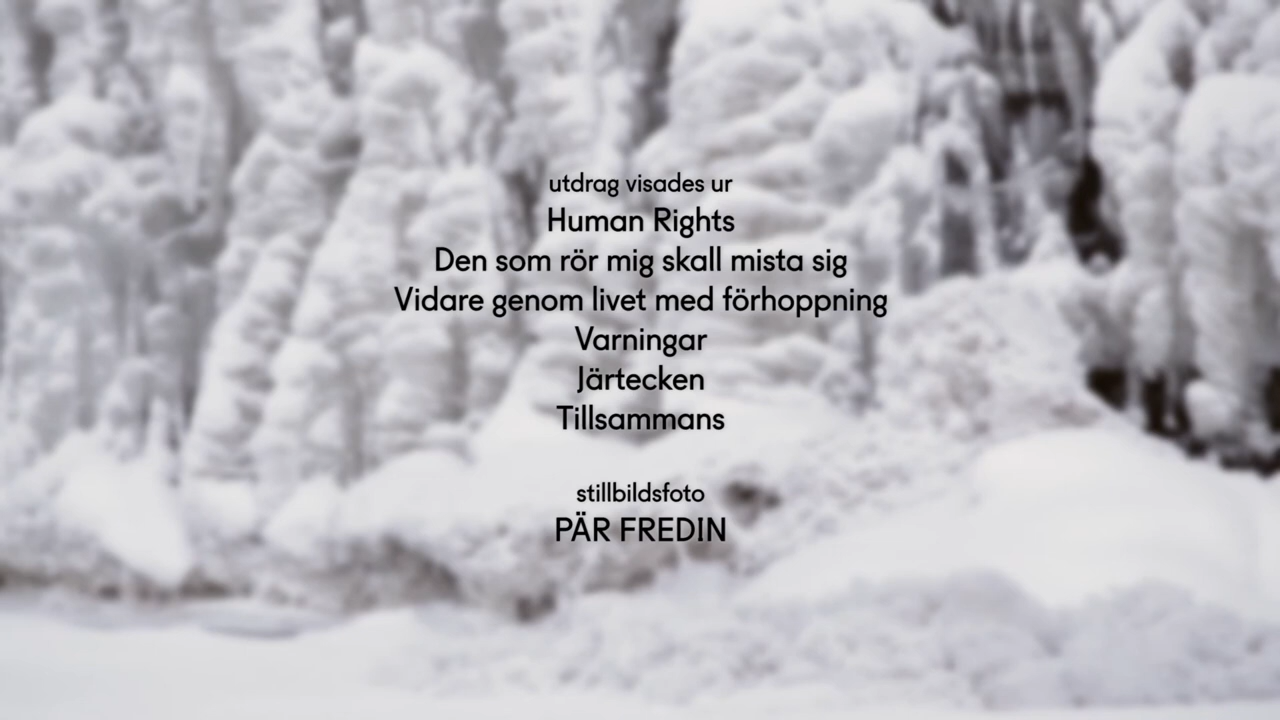 utdrag visades ur
Human Rights
Den som rör mig skall mista sig
Vidare genom livet med förhoppning
Varningar
Järtecken
Tillsammans
stillbildsfoto
PÄR FREDIN